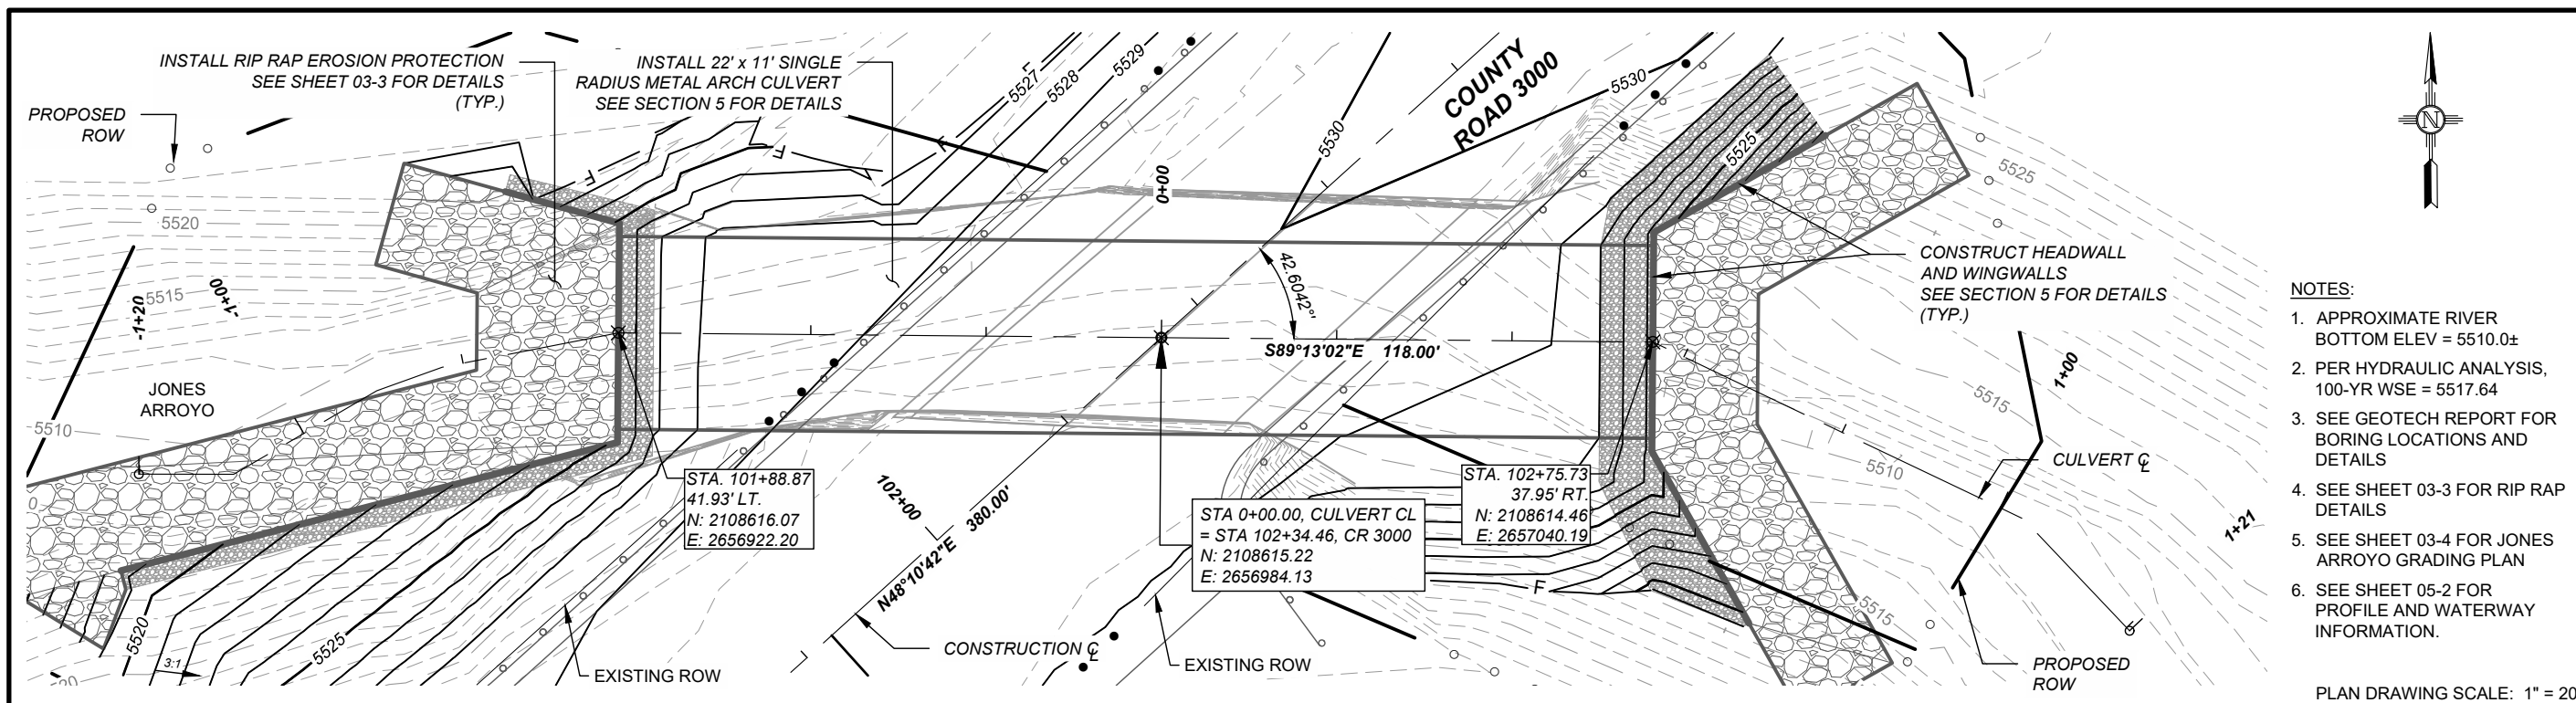 INSTALL RIP RAP EROSION PROTECTION
SEE SHEET 03-3 FOR DETAILS
(TYP.)
INSTALL 22' x 11' SINGLE
RADIUS METAL ARCH CULVERT
SEE SECTION 5 FOR DETAILS
PROPOSED
ROW
F
5527
5528
5529
0+00
COUNTY
ROAD 3000
5530
5530
5525
5525
N
F
F
F
5520
5515
-1+00
-1+20
JONES
ARROYO
5510
42.6042°
S89°13'02"E 118.00'
CONSTRUCT HEADWALL
AND WINGWALLS
SEE SECTION 5 FOR DETAILS
(TYP.)
1+00
5515
5510
CULVERT CL
1+21
STA. 101+88.87
41.93' LT.
N: 2108616.07
E: 2656922.20
102+00
380.00'
N48°10'42"E
STA 0+00.00, CULVERT CL
= STA 102+34.46, CR 3000
N: 2108615.22
E: 2656984.13
STA. 102+75.73
37.95' RT.
N: 2108614.46
E: 2657040.19
F
5515
0
5520
3:1
5525
20
EXISTING ROW
CONSTRUCTION CL
EXISTING ROW
PROPOSED
ROW
NOTES:
1. APPROXIMATE RIVER
BOTTOM ELEV = 5510.0±
2. PER HYDRAULIC ANALYSIS,
100-YR WSE = 5517.64
3. SEE GEOTECH REPORT FOR
BORING LOCATIONS AND
DETAILS
4. SEE SHEET 03-3 FOR RIP RAP
DETAILS
5. SEE SHEET 03-4 FOR JONES
ARROYO GRADING PLAN
6. SEE SHEET 05-2 FOR
PROFILE AND WATERWAY
INFORMATION.
PLAN DRAWING SCALE: 1" = 20